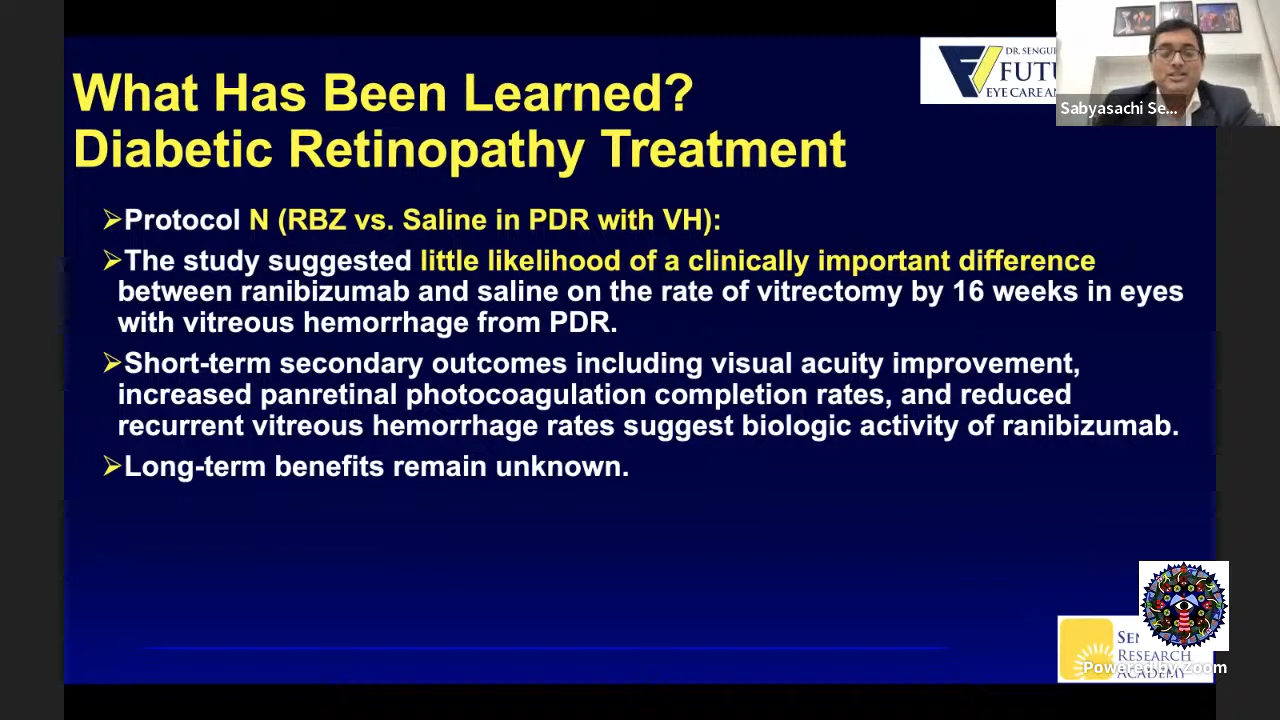 What Has Been Learned?
Diabetic Retinopathy Treatment
DR. SENGU
FUTU
EYE CARE AN
Sabyasachi Se...
➢Protocol N (RBZ vs. Saline in PDR with VH):
➢The study suggested little likelihood of a clinically important difference
between ranibizumab and saline on the rate of vitrectomy by 16 weeks in eyes
with vitreous hemorrhage from PDR.
➢Short-term secondary outcomes including visual acuity improvement,
increased panretinal photocoagulation completion rates, and reduced
recurrent vitreous hemorrhage rates suggest biologic activity of ranibizumab.
➢Long-term benefits remain unknown.
SEN
RESEARCH
ACADEMY
Powered by Zoom